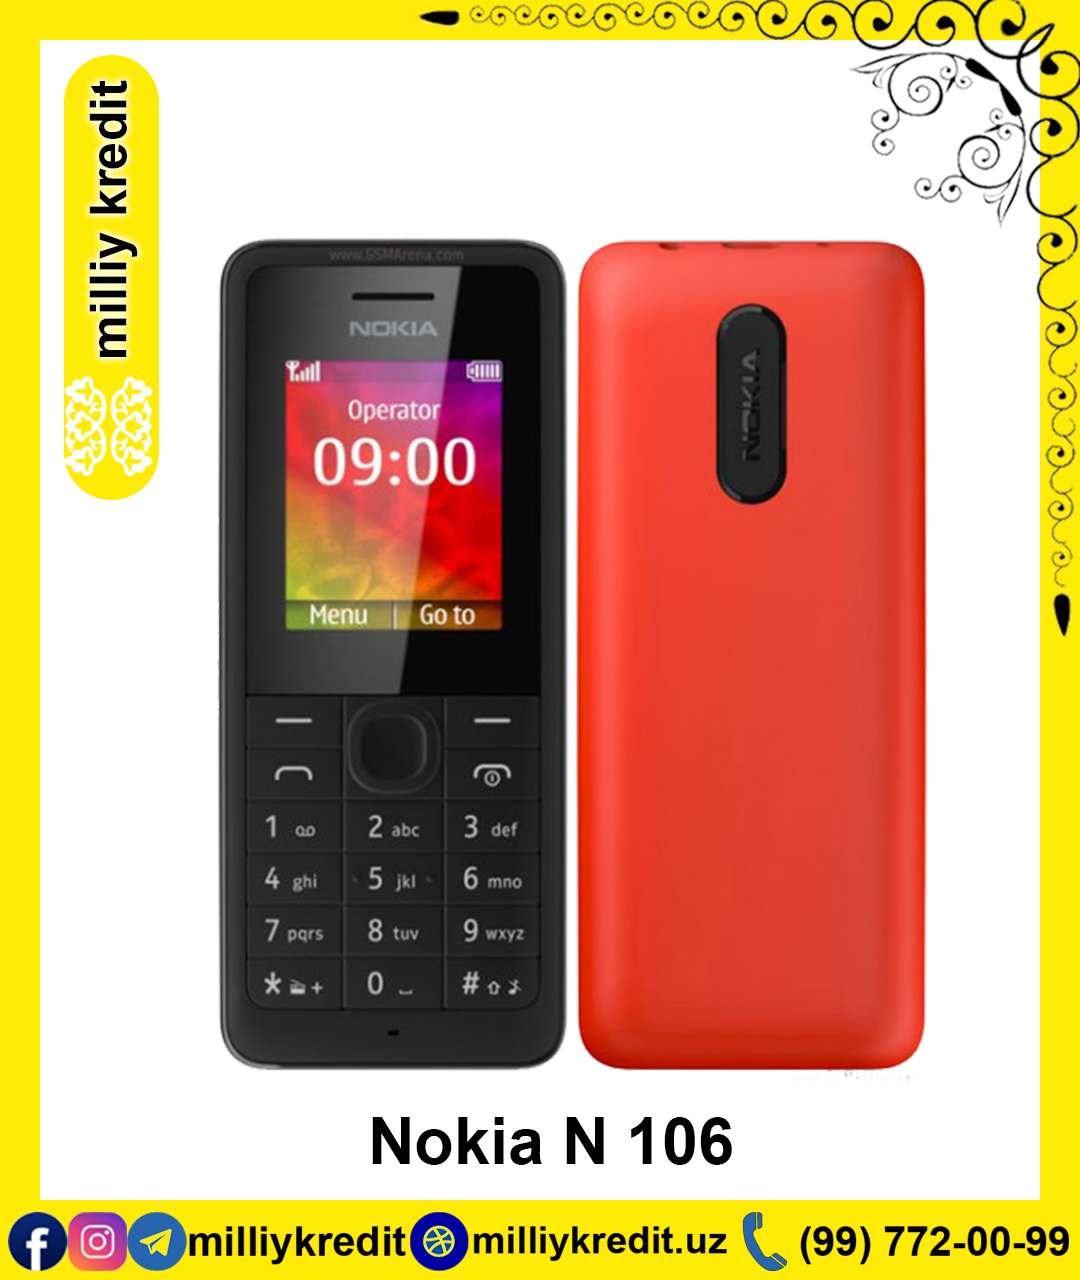 milliy kredit
www.GSMArena.com
NOKIA
Operator
09:00
Menu
Go to
1
2 abc
3 def
4 ghi
5 jkl
6 mno
7 pqrs
8 tuv
9 wxyz
* +
0
#
NOKIA
Nokia N 106
milliykredit
milliykredit.uz
(99) 772-00-99